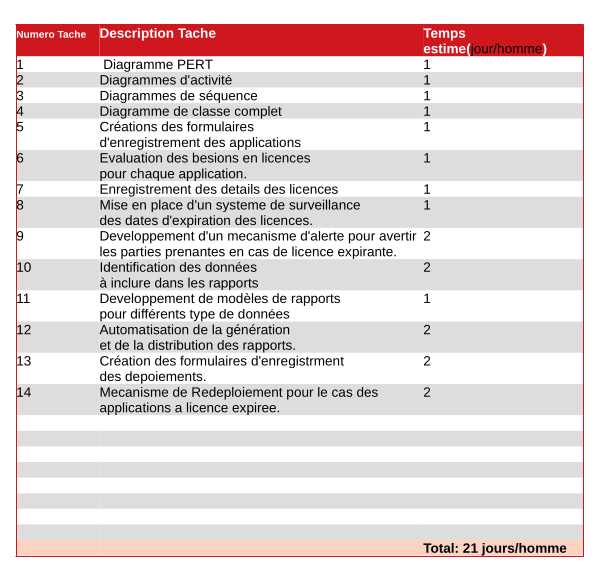 Numero Tache Description Tache Temps
estime(jour/homme)
1 Diagramme PERT 1
2 Diagrammes d'activité 1
3 Diagrammes de séquence 1
4 Diagramme de classe complet 1
5 Créations des formulaires 1
d'enregistrement des applications
6 Evaluation des besions en licences 1
pour chaque application.
7 Enregistrement des details des licences 1
8 Mise en place d'un systeme de surveillance 1
des dates d'expiration des licences.
9 Developpement d'un mecanisme d'alerte pour avertir 2
les parties prenantes en cas de licence expirante.
10 Identification des données 2
à inclure dans les rapports
11 Developpement de modèles de rapports 1
pour différents type de données
12 Automatisation de la génération 2
et de la distribution des rapports.
13 Création des formulaires d'enregistrment 2
des depoiements.
14 Mecanisme de Redeploiement pour le cas des 2
applications a licence expiree.
Total: 21 jours/homme